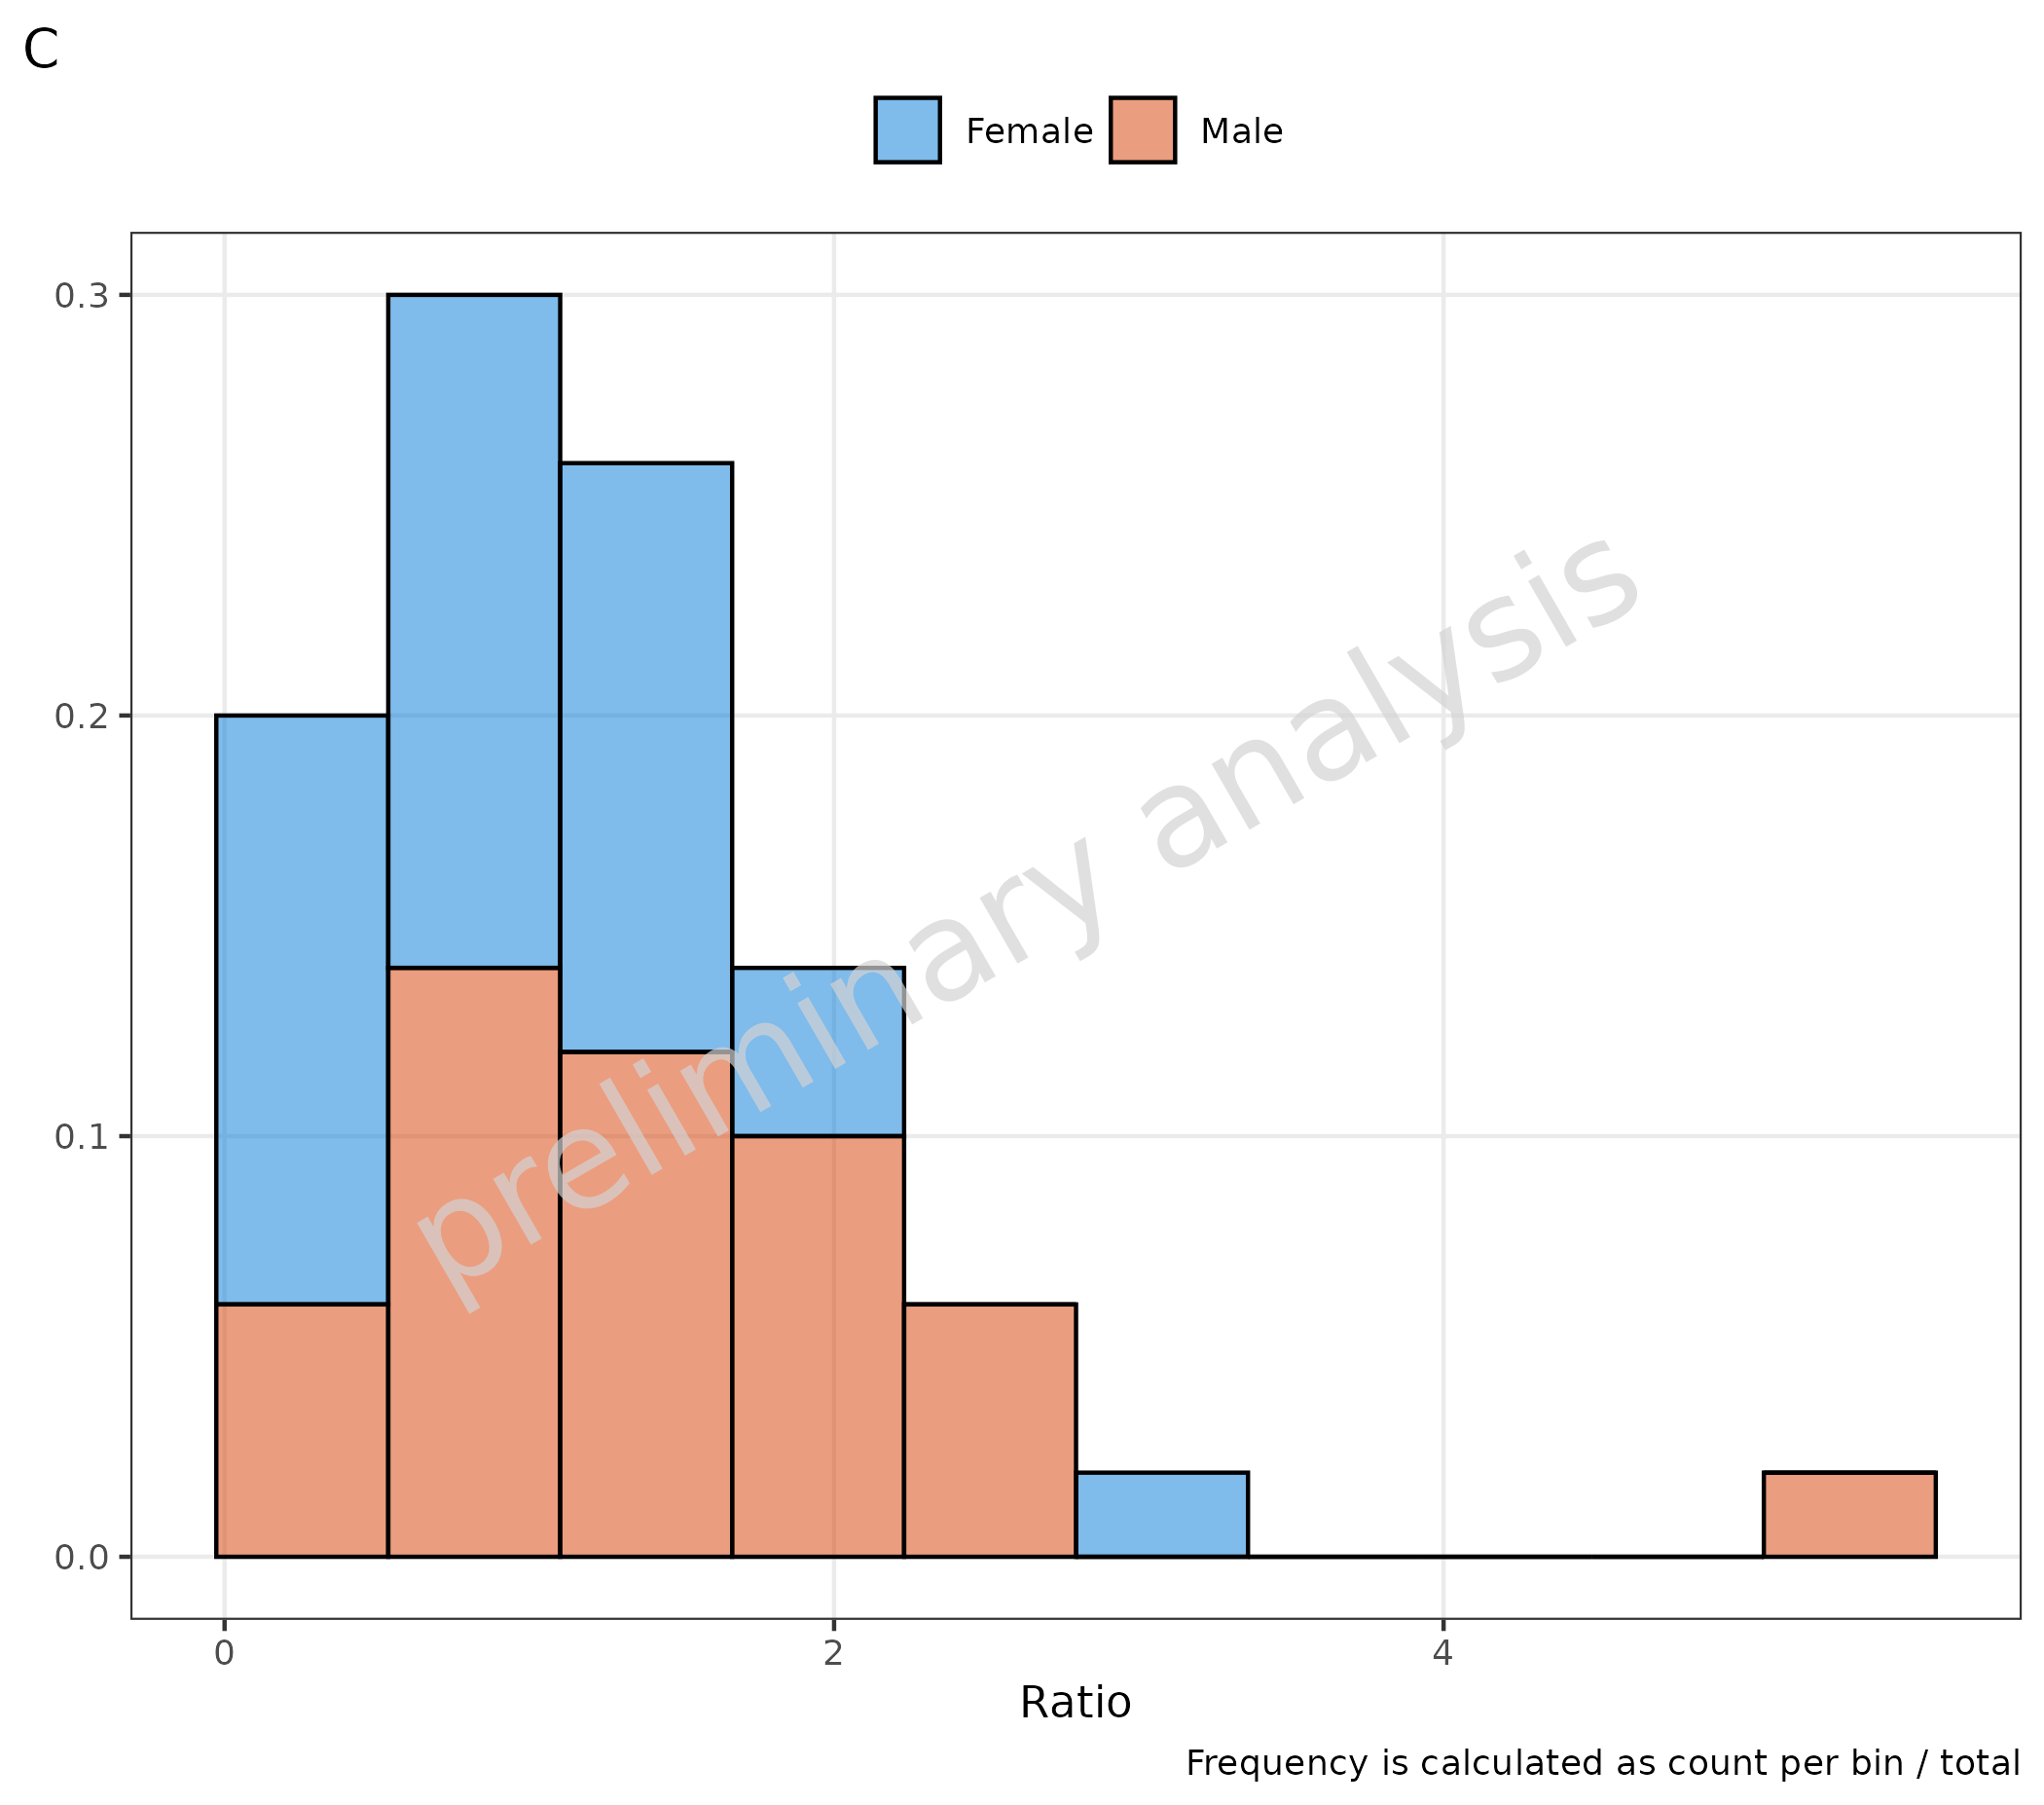 C
Female Male
0.3
0.2
0.1
0.0
preliminary analysis
0 2 4
Ratio
Frequency is calculated as count per bin / total